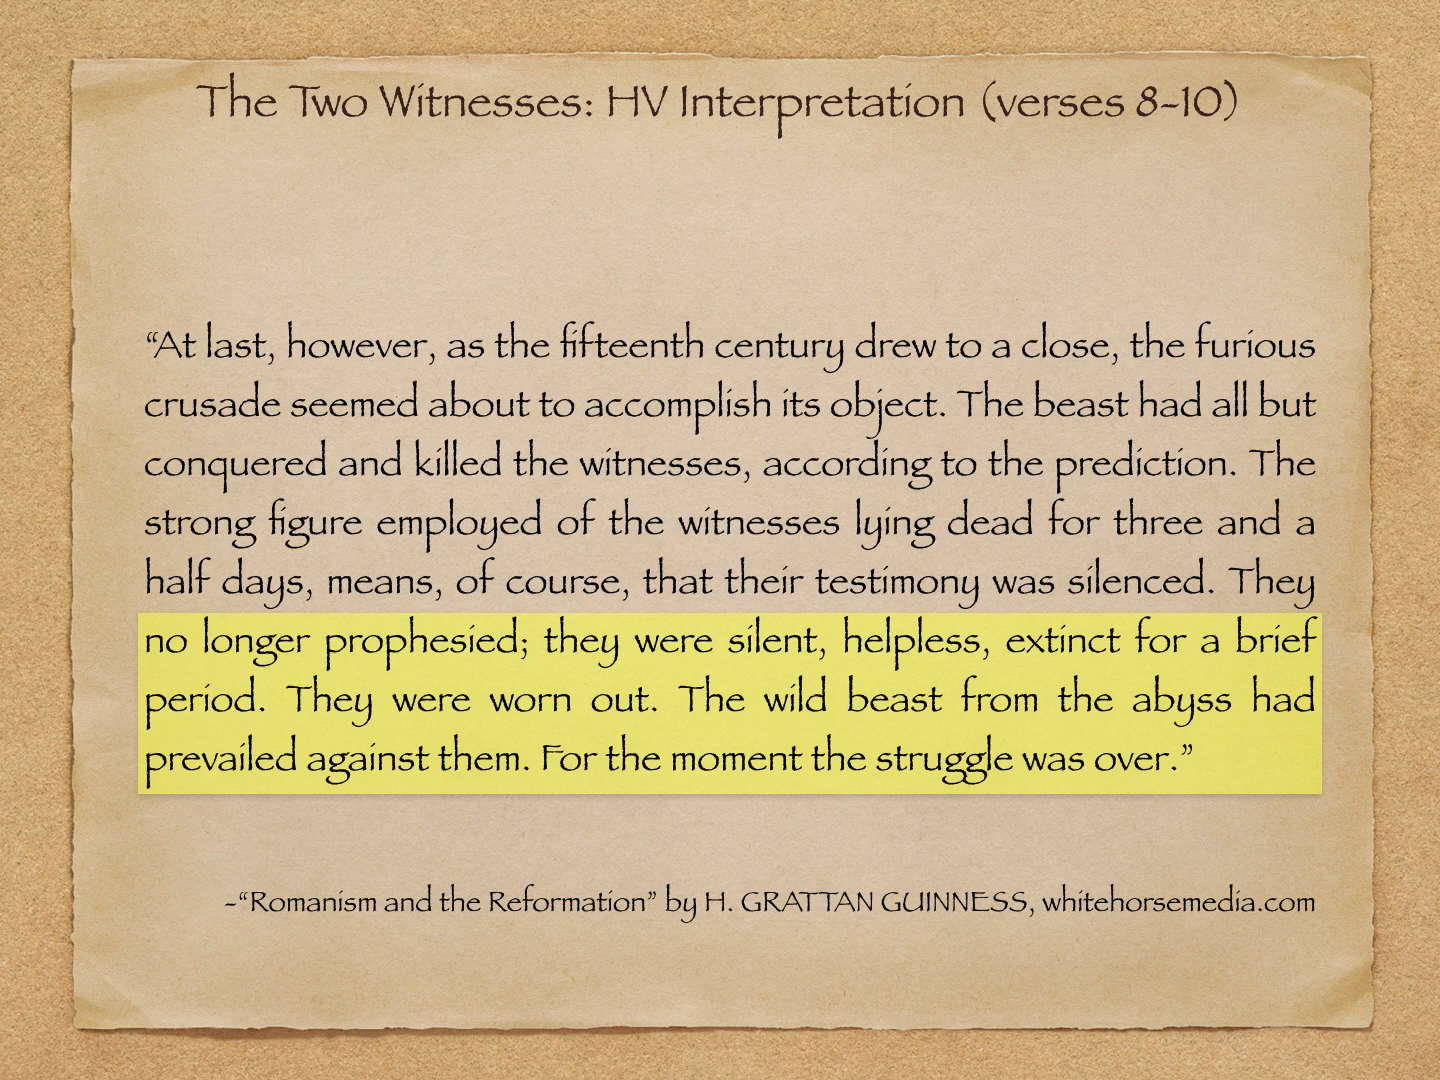 The Two Witnesses: HV Interpretation (verses 8-10)
“At last, however, as the fifteenth century drew to a close, the furious
crusade seemed about to accomplish its object. The beast had all but
conquered and killed the witnesses, according to the prediction. The
strong figure employed of the witnesses lying dead for three and a
half days, means, of course, that their testimony was silenced. They
no longer prophesied; they were silent, helpless, extinct for a brief
period. They were worn out. The wild beast from the abyss had
prevailed against them. For the moment the struggle was over.”
-“Romanism and the Reformation” by H. GRATTAN GUINNESS, whitehorsemedia.com